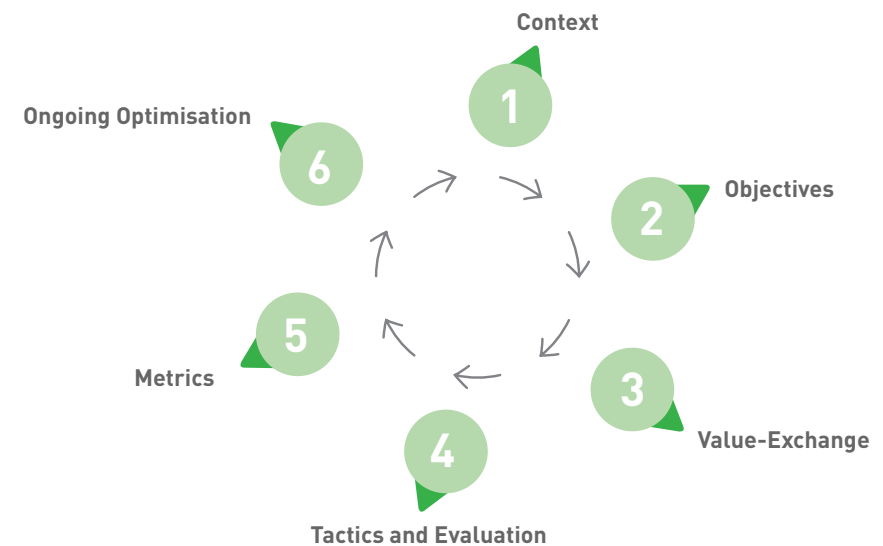 Context
1
Objectives
2
Value-Exchange
3
Tactics and Evaluation
4
Metrics
5
Ongoing Optimisation
6